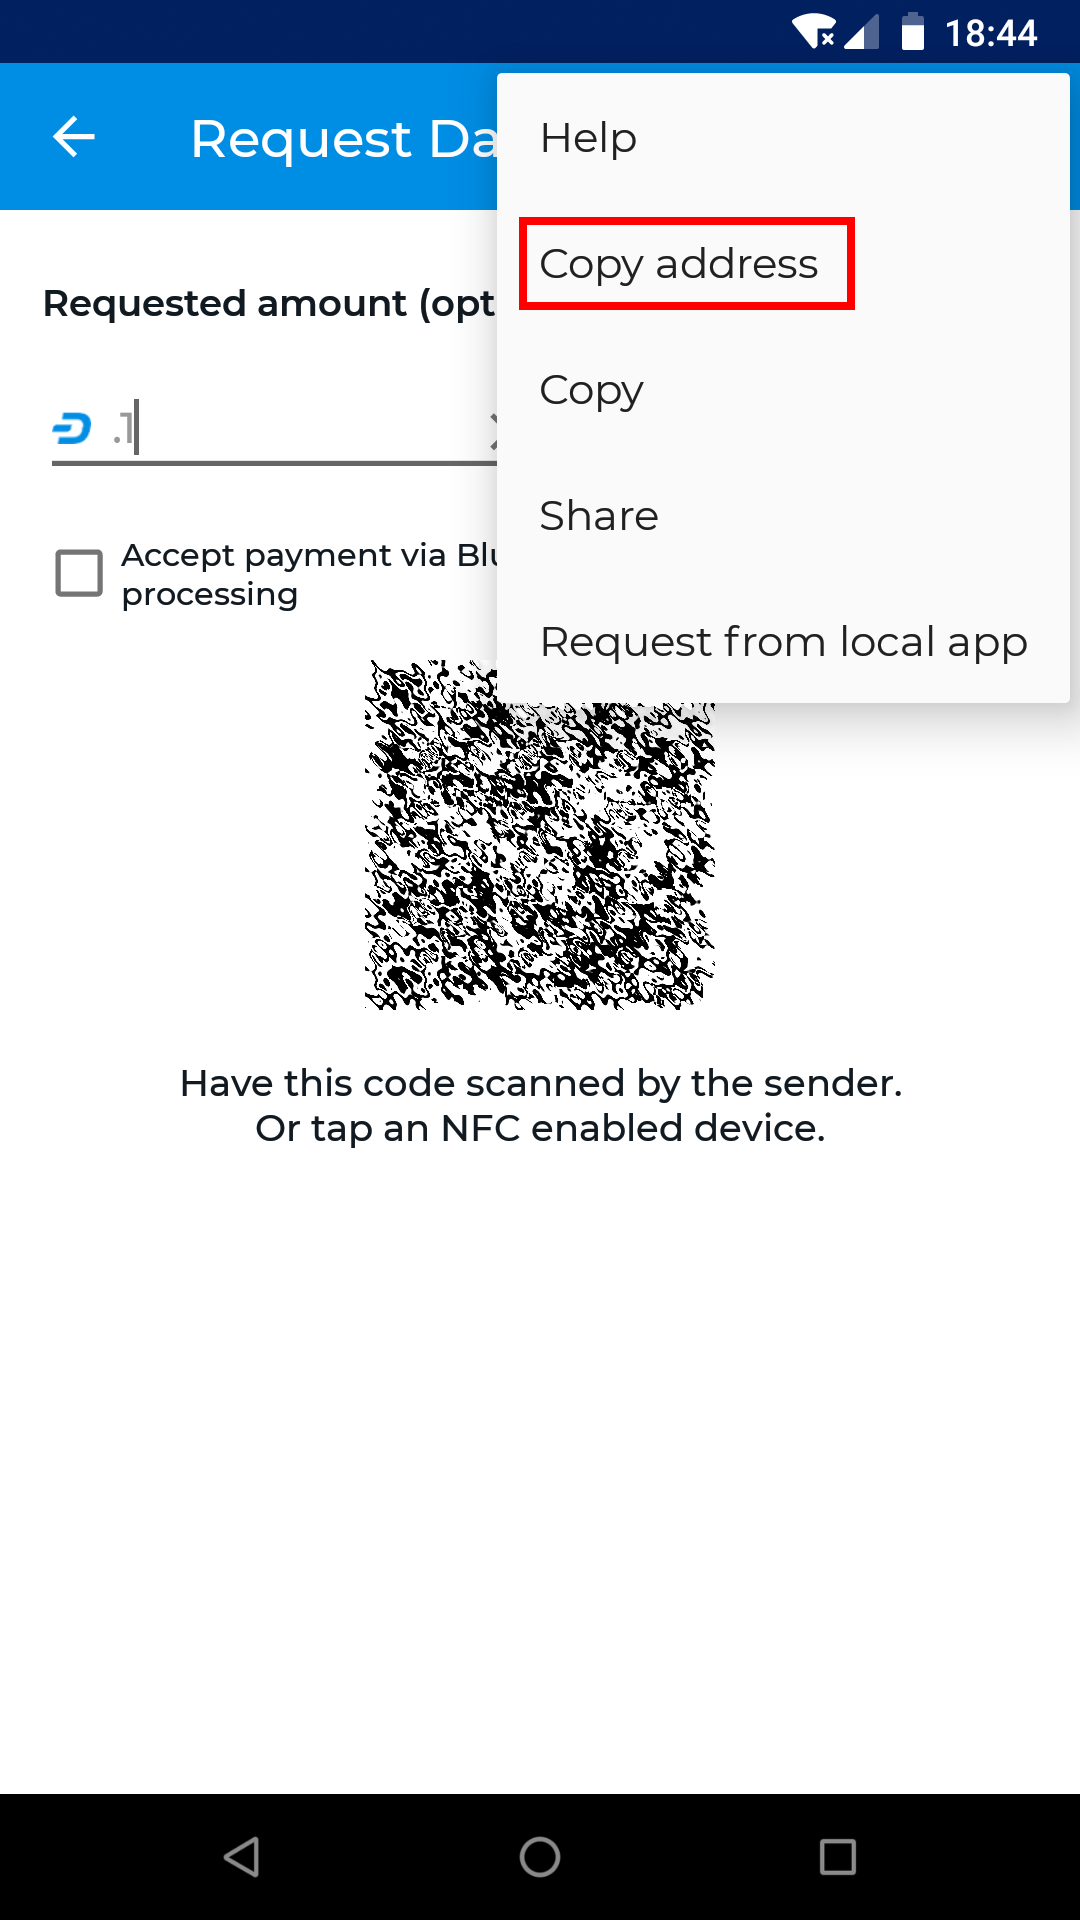 18:44
Request Da
Help
Copy address
Requested amount (opt
Copy
.1
Share
Accept payment via Blu
processing
Request from local app
Have this code scanned by the sender.
Or tap an NFC enabled device.